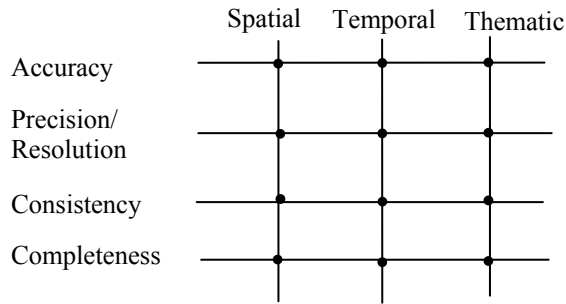 Spatial Temporal Thematic
Accuracy
Precision/
Resolution
Consistency
Completeness